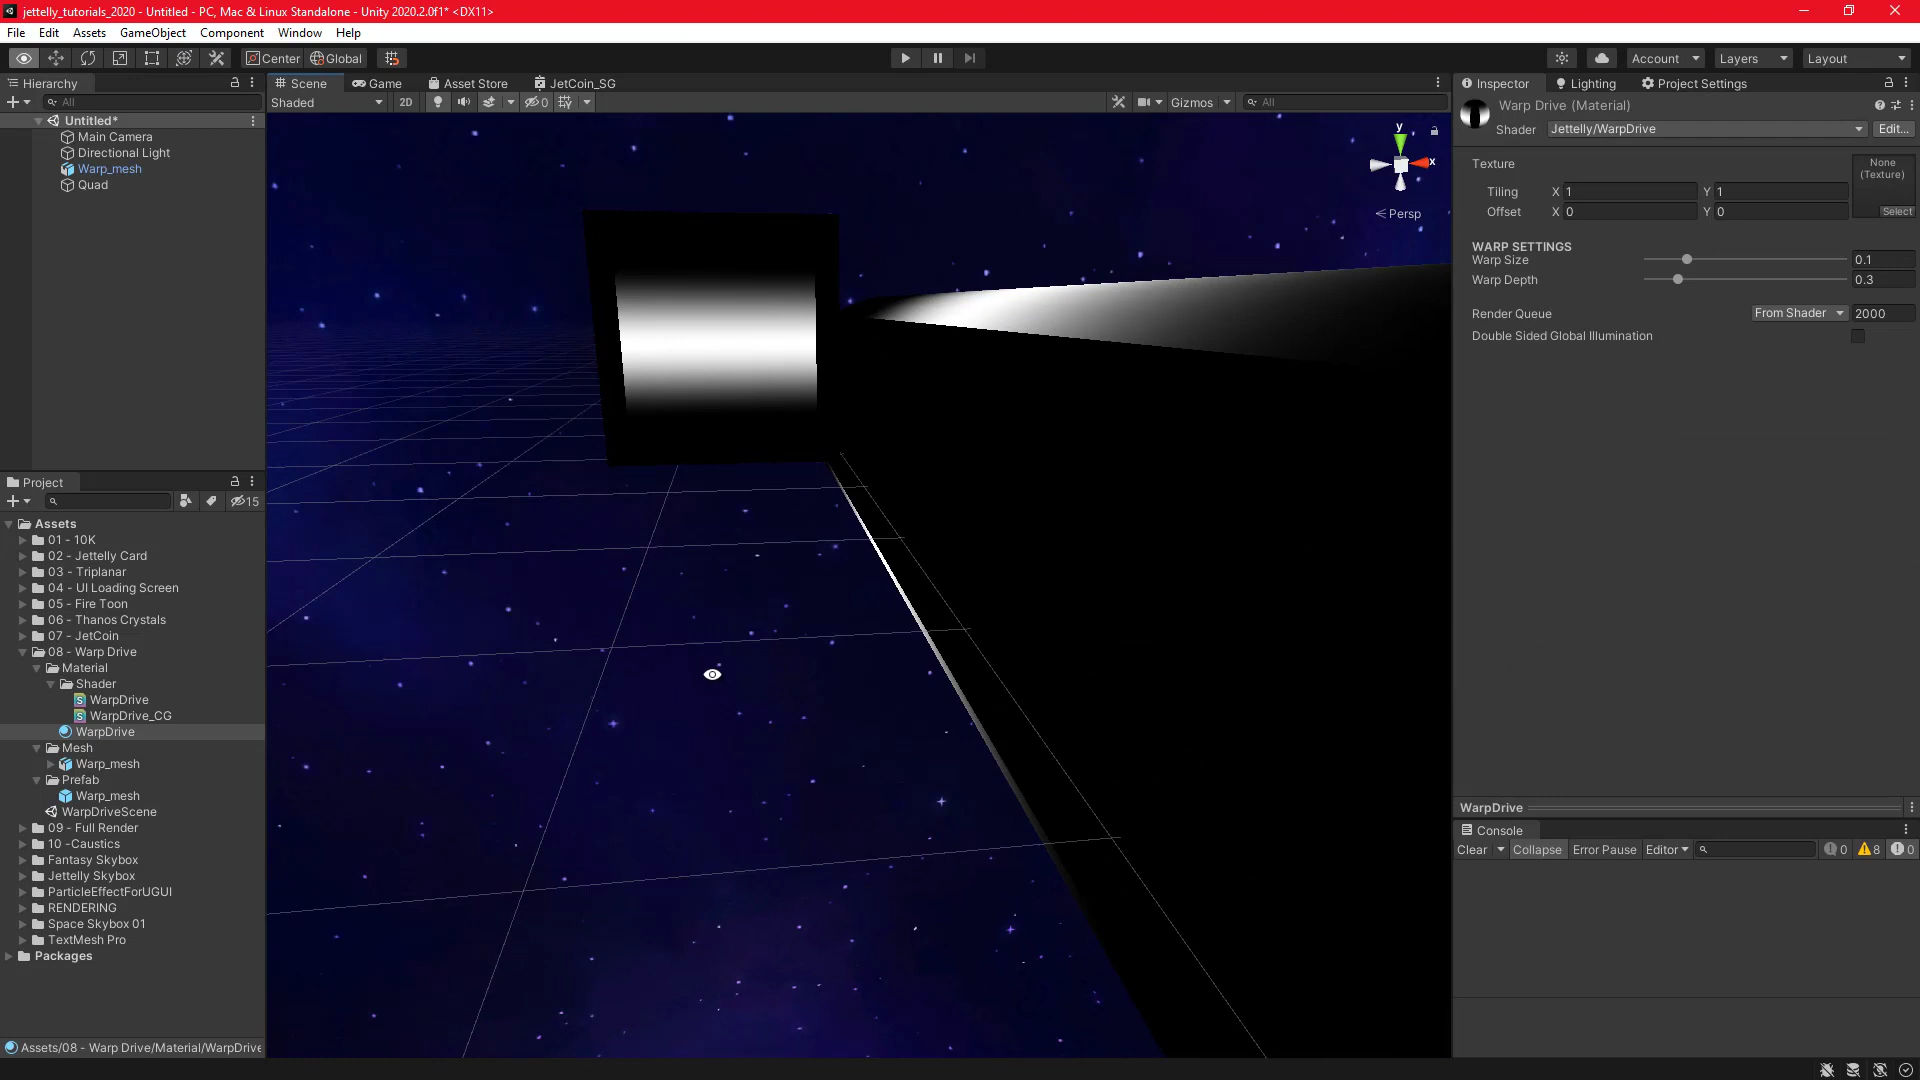 jettelly_tutorials_2020 - Untitled - PC, Mac & Linux Standalone - Unity 2020.2.0f1* <DX11>
File Edit Assets GameObject Component Window Help
Center Global
Account Layers Layout
Hierarchy
All
Untitled*
Main Camera
Directional Light
Warp_mesh
Quad
Project
15
Assets
01 - 10K
02 - Jettelly Card
03 - Triplanar
04 - UI Loading Screen
05 - Fire Toon
06 - Thanos Crystals
07 - JetCoin
08 - Warp Drive
Material
Shader
WarpDrive
WarpDrive_CG
WarpDrive
Mesh
Warp_mesh
Prefab
Warp_mesh
WarpDriveScene
09 - Full Render
10 -Caustics
Fantasy Skybox
Jettelly Skybox
ParticleEffectForUGUI
RENDERING
Space Skybox 01
TextMesh Pro
Packages
Assets/08 - Warp Drive/Material/WarpDrive
Scene Game Asset Store JetCoin_SG
Shaded 2D 0 Gizmos All
y
x
Persp
Inspector Lighting Project Settings
Warp Drive (Material)
Shader Jettelly/WarpDrive Edit...
Texture
None
(Texture)
Tiling X 1 Y 1
Offset X 0 Y 0
Select
WARP SETTINGS
Warp Size 0.1
Warp Depth 0.3
Render Queue From Shader 2000
Double Sided Global Illumination
WarpDrive
Console
Clear Collapse Error Pause Editor 0 8 0